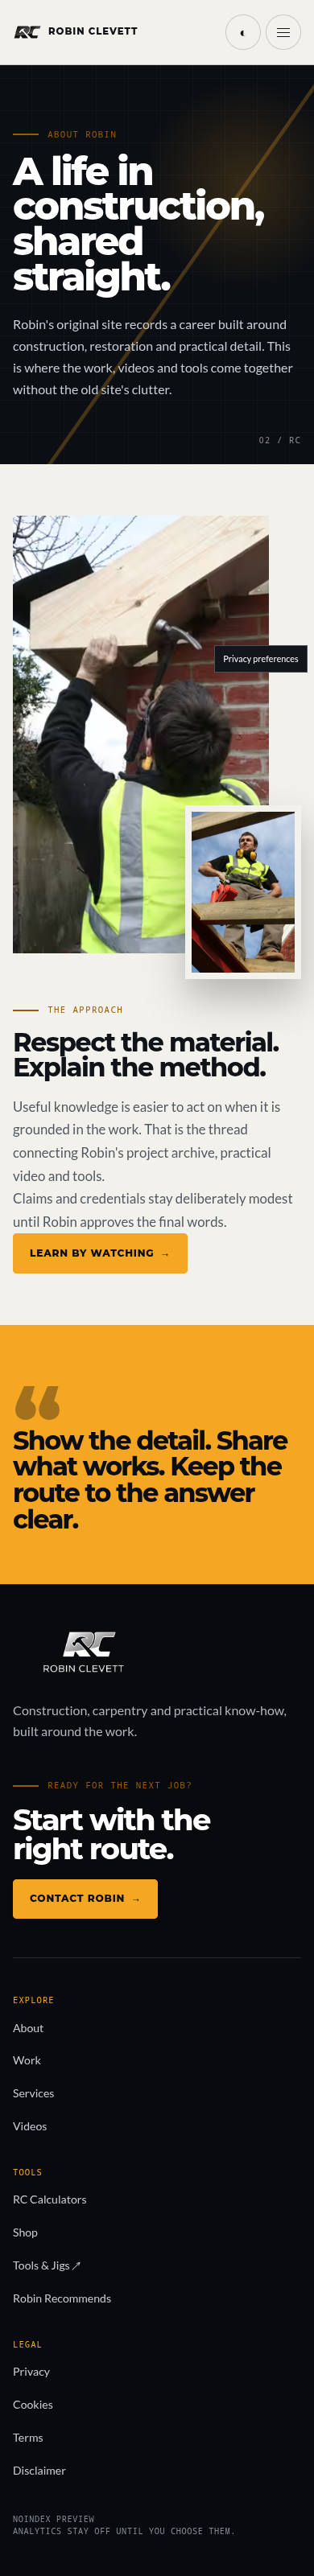 RC ROBIN CLEVETT
ABOUT ROBIN
A life in
construction,
shared
straight.
Robin's original site records a career built around
construction, restoration and practical detail. This
is where the work, videos and tools come together
without the old site's clutter.
02 / RC
Privacy preferences
THE APPROACH
Respect the material.
Explain the method.
Useful knowledge is easier to act on when it is
grounded in the work. That is the thread
connecting Robin's project archive, practical
video and tools.
Claims and credentials stay deliberately modest
until Robin approves the final words.
LEARN BY WATCHING →
“
Show the detail. Share
what works. Keep the
route to the answer
clear.
RC
ROBIN CLEVETT
Construction, carpentry and practical know-how,
built around the work.
READY FOR THE NEXT JOB?
Start with the
right route.
CONTACT ROBIN →
EXPLORE
About
Work
Services
Videos
TOOLS
RC Calculators
Shop
Tools & Jigs ↗
Robin Recommends
LEGAL
Privacy
Cookies
Terms
Disclaimer
NOINDEX PREVIEW
ANALYTICS STAY OFF UNTIL YOU CHOOSE THEM.